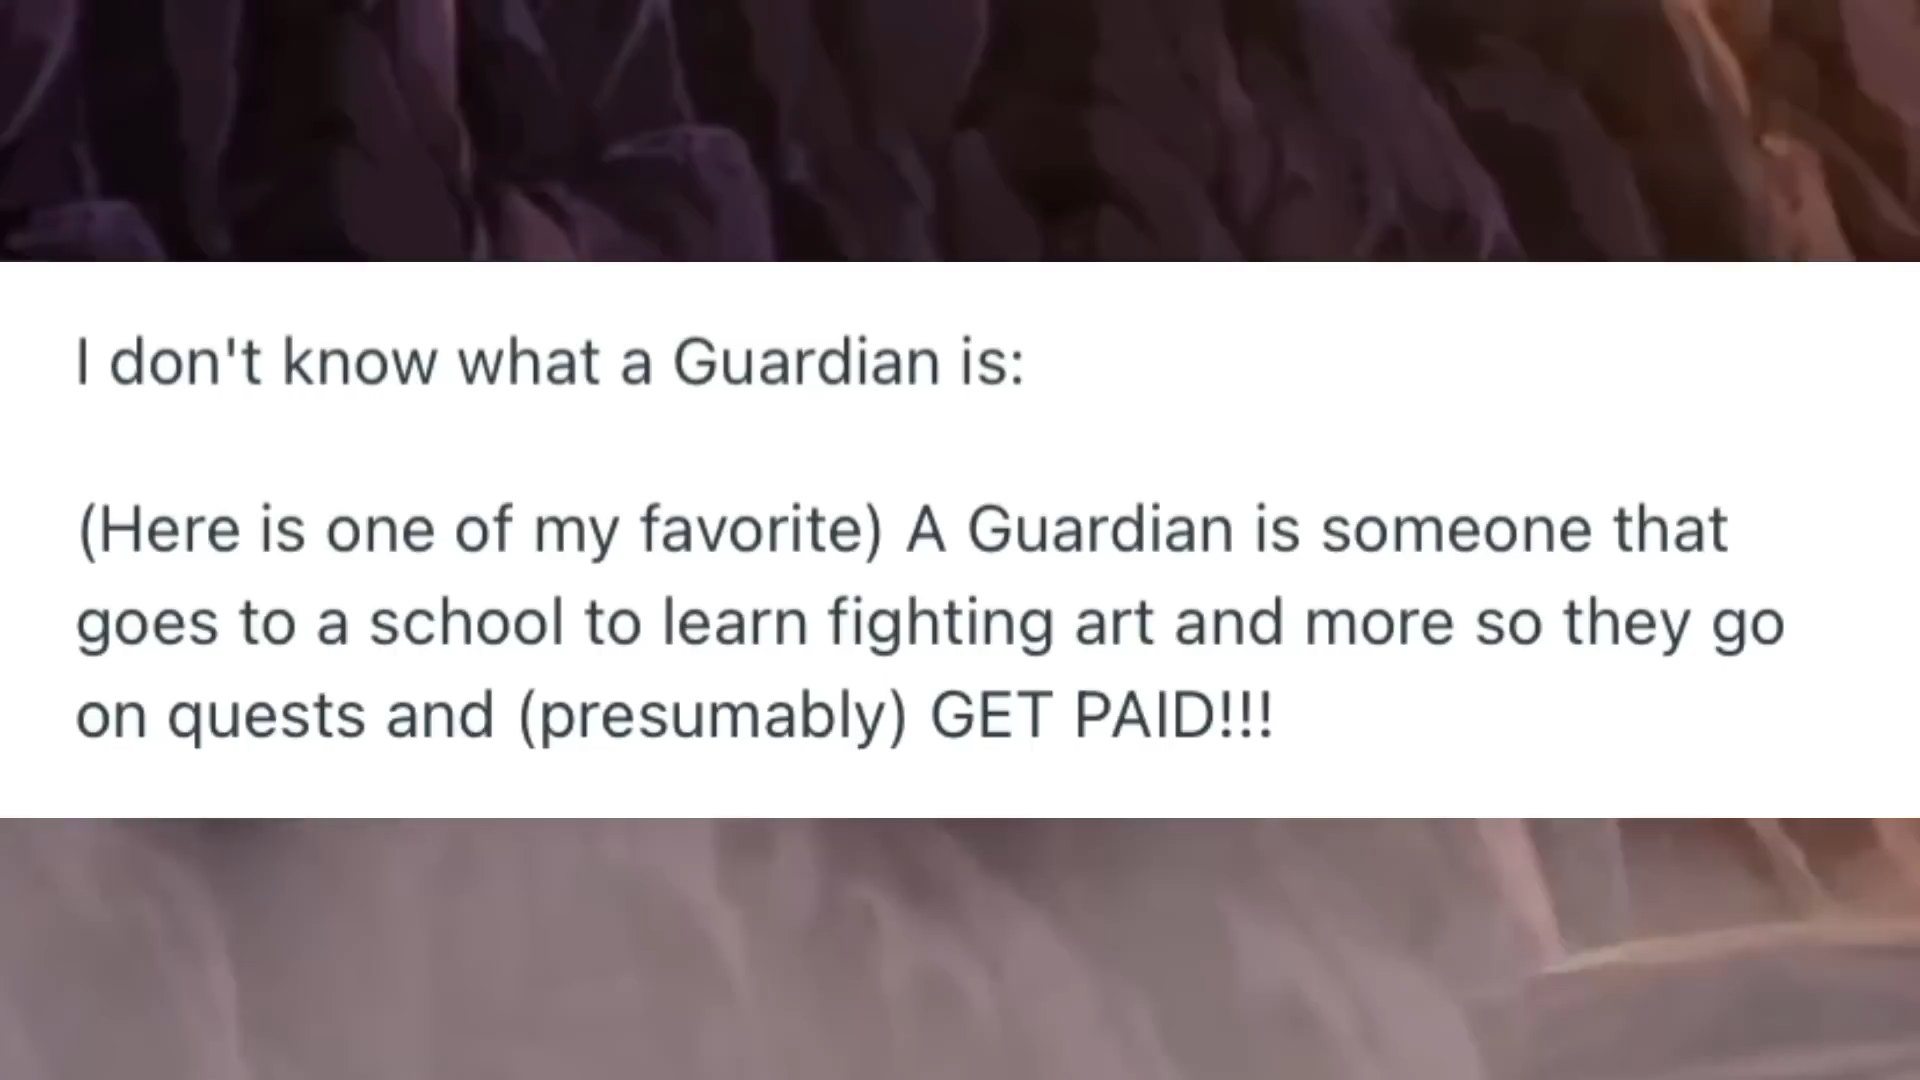 I don't know what a Guardian is:
(Here is one of my favorite) A Guardian is someone that
goes to a school to learn fighting art and more so they go
on quests and (presumably) GET PAID!!!